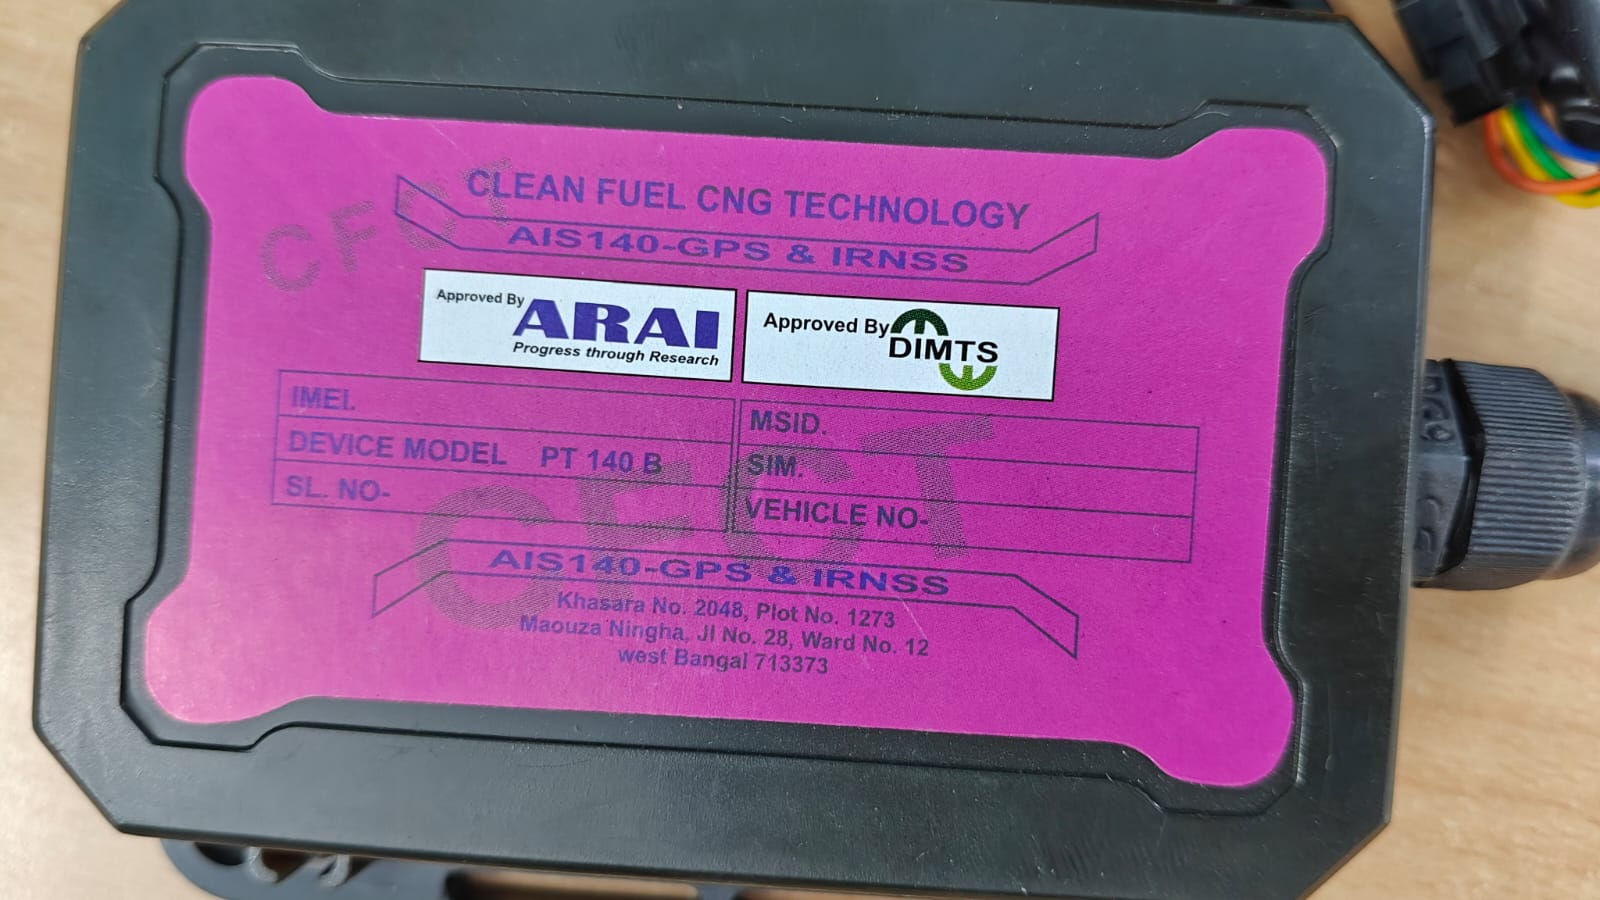 CFCT
CLEAN FUEL CNG TECHNOLOGY
AIS140-GPS & IRNSS
Approved By ARAI
Progress through Research
Approved By DIMTS
IMEI.
DEVICE MODEL PT 140 B
SL. NO-
MSID.
SIM.
VEHICLE NO-
CFCT
AIS140-GPS & IRNSS
Khasara No. 2048, Plot No. 1273
Maouza Ningha, Jl No. 28, Ward No. 12
west Bangal 713373